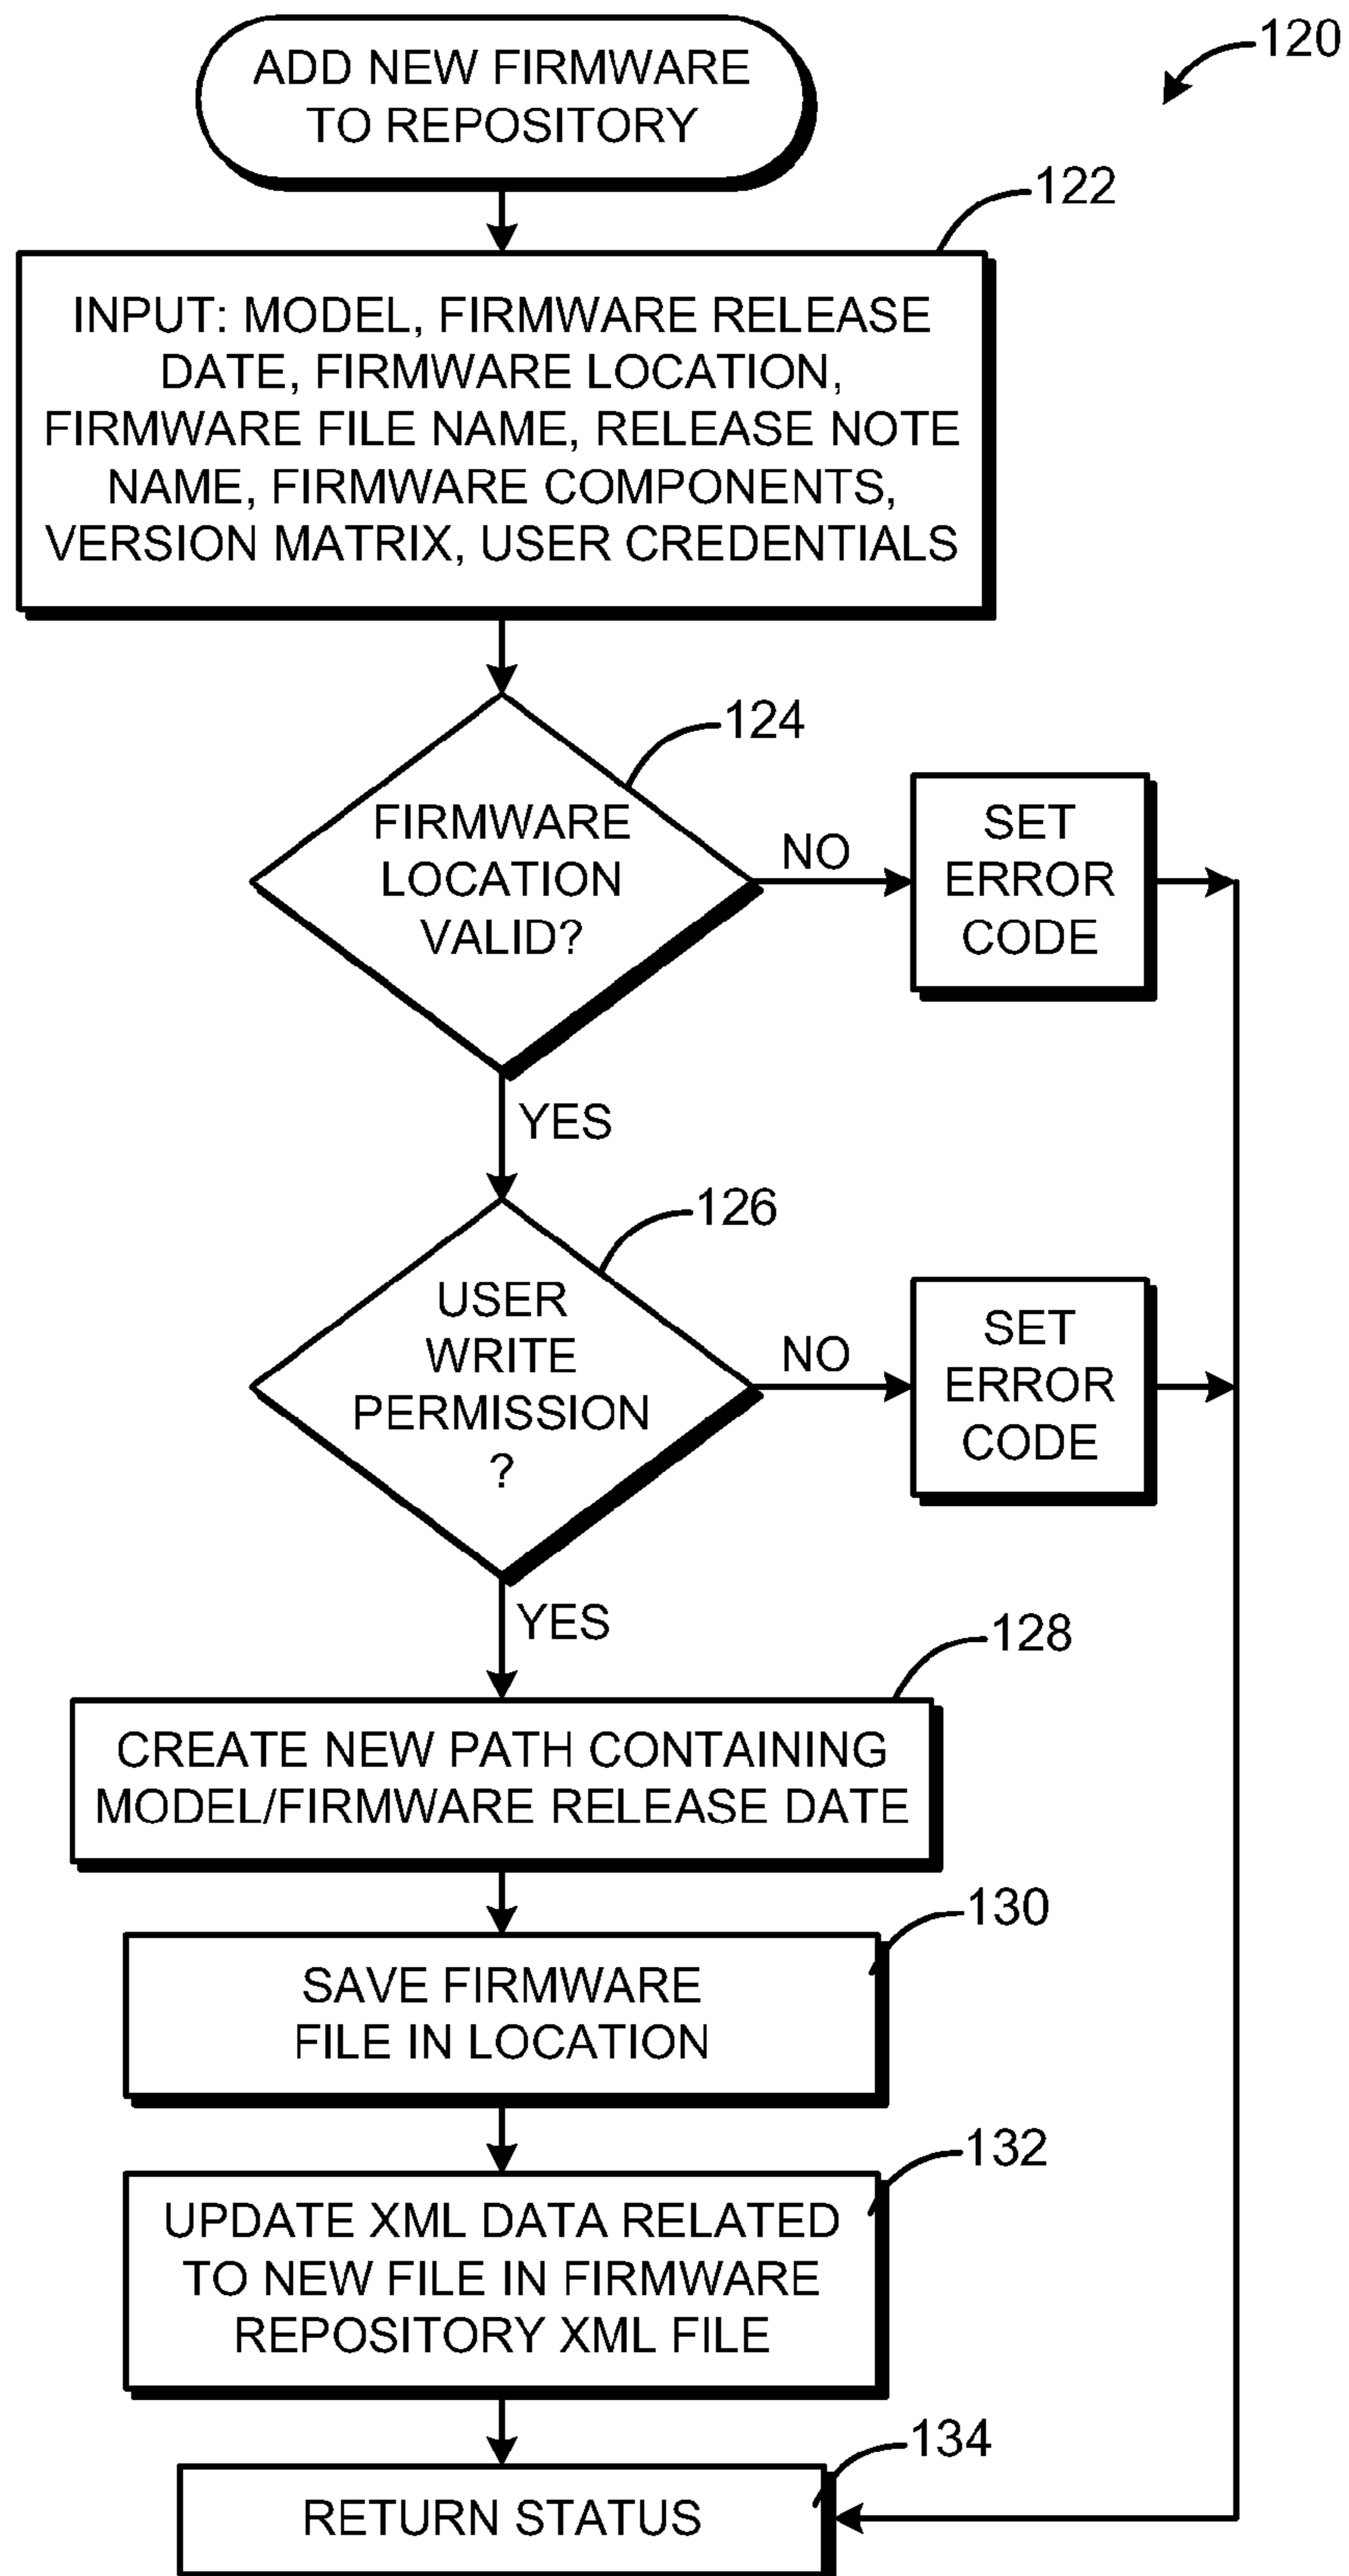 120
ADD NEW FIRMWARE
TO REPOSITORY
122
INPUT: MODEL, FIRMWARE RELEASE
DATE, FIRMWARE LOCATION,
FIRMWARE FILE NAME, RELEASE NOTE
NAME, FIRMWARE COMPONENTS,
VERSION MATRIX, USER CREDENTIALS
124
FIRMWARE
LOCATION
VALID?
NO
SET
ERROR
CODE
YES
126
USER
WRITE
PERMISSION
?
NO
SET
ERROR
CODE
YES
128
CREATE NEW PATH CONTAINING
MODEL/FIRMWARE RELEASE DATE
130
SAVE FIRMWARE
FILE IN LOCATION
132
UPDATE XML DATA RELATED
TO NEW FILE IN FIRMWARE
REPOSITORY XML FILE
134
RETURN STATUS